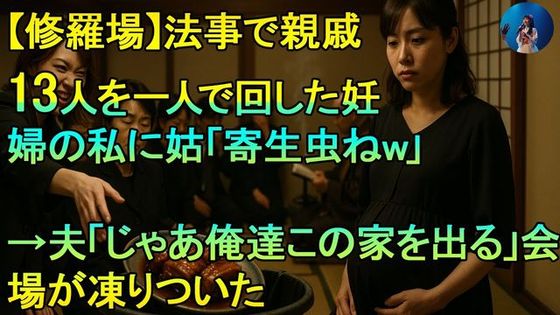 【修羅場】法事で親戚
13人を一人で回した妊
婦の私に姑「寄生虫ねw」
→夫「じゃあ俺達この家を出る」会
場が凍りついた